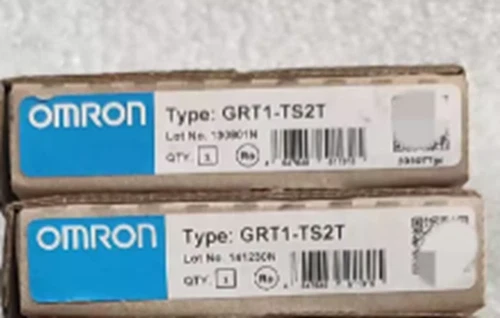 OMRON
Type: GRT1-TS2T
Lot No. 130801N
QTY. 1
OMRON
Type: GRT1-TS2T
Lot No. 141230N
QTY. 1